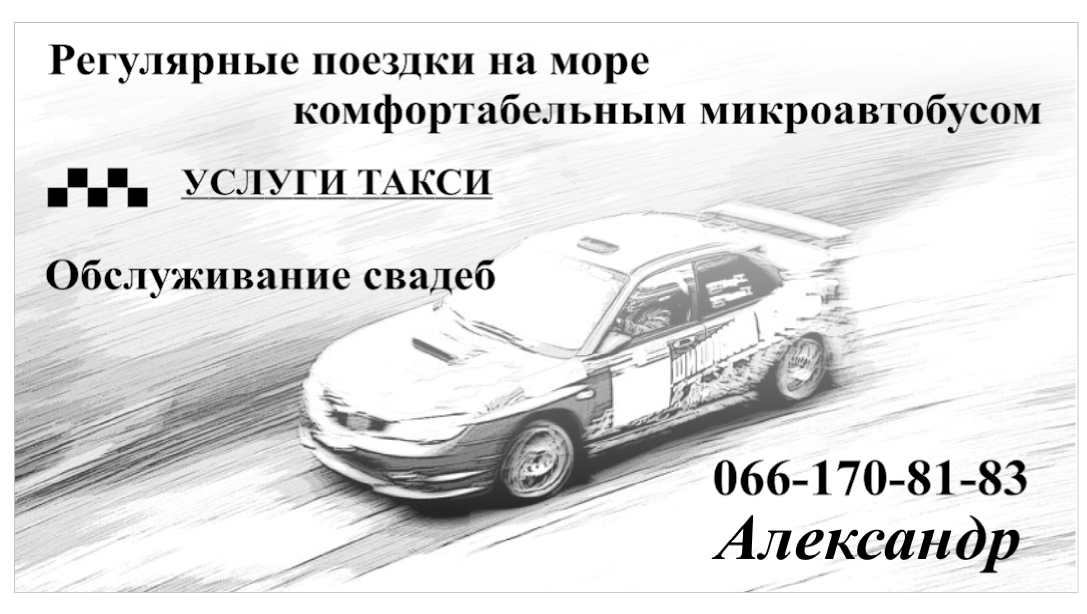 Регулярные поездки на море
комфортабельным микроавтобусом
УСЛУГИ ТАКСИ
Обслуживание свадеб
066-170-81-83
Александр